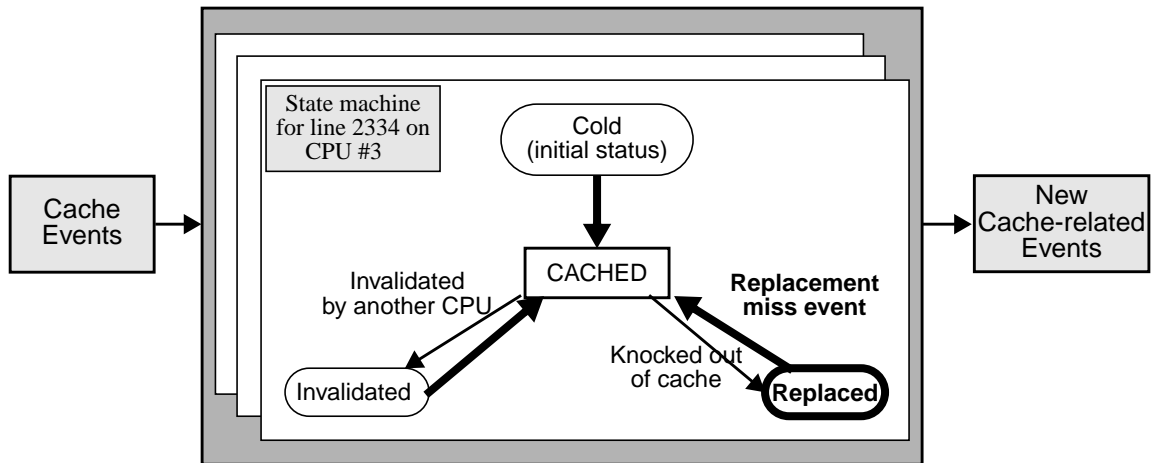 State machine
for line 2334 on
CPU #3
Cold
(initial status)
Cache
Events
New
Cache-related
Events
CACHED
Invalidated
by another CPU
Replacement
miss event
Knocked out
of cache
Invalidated
Replaced